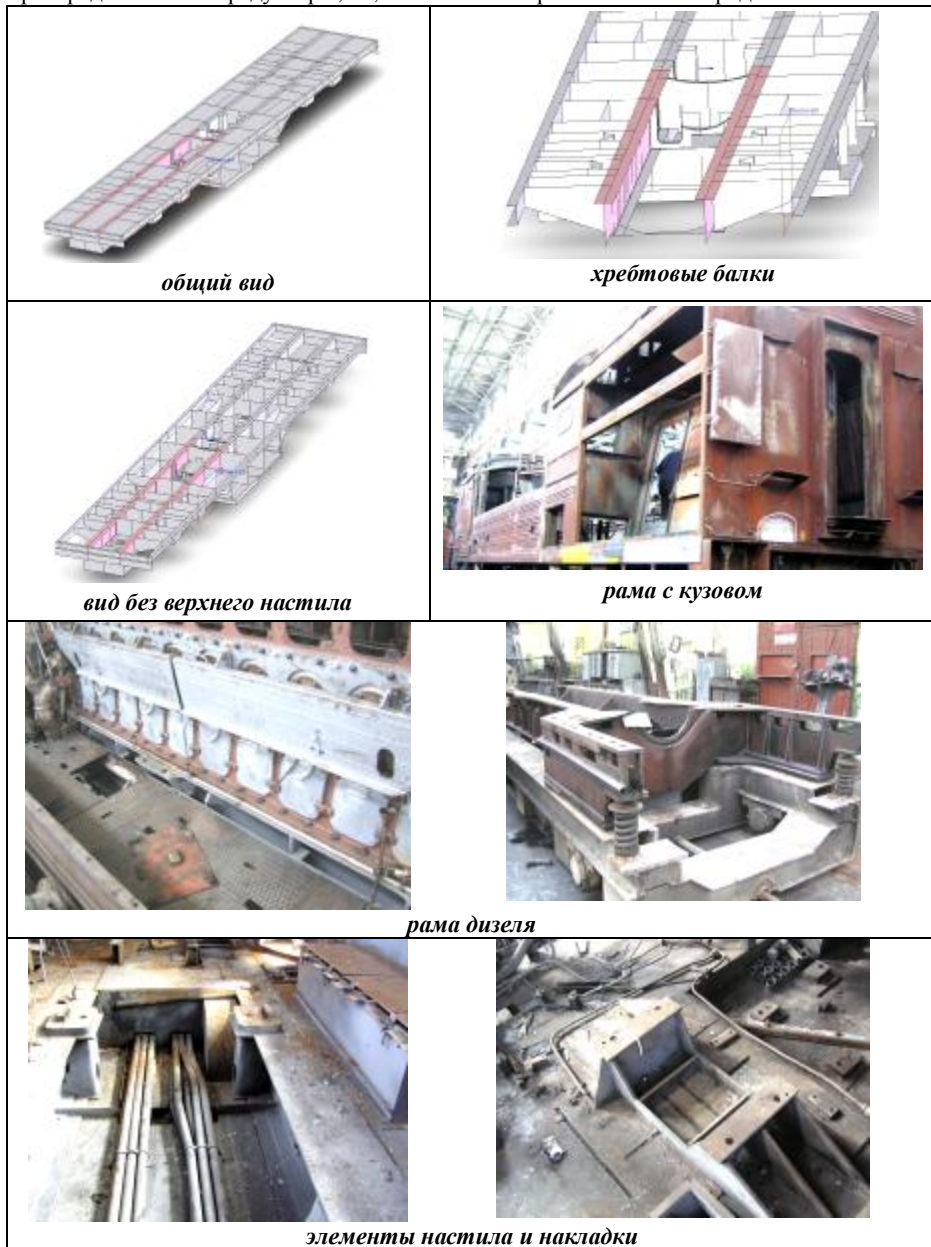 общий вид
хребтовые балки
вид без верхнего настила
рама с кузовом
рама дизеля
элементы настила и накладки